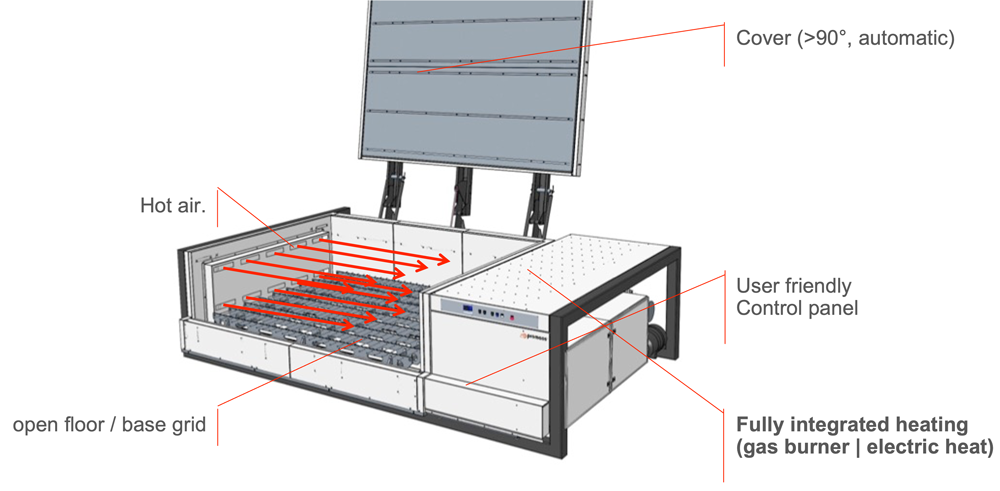 Cover (>90°, automatic)
Hot air.
User friendly
Control panel
open floor / base grid
Fully integrated heating
(gas burner | electric heat)